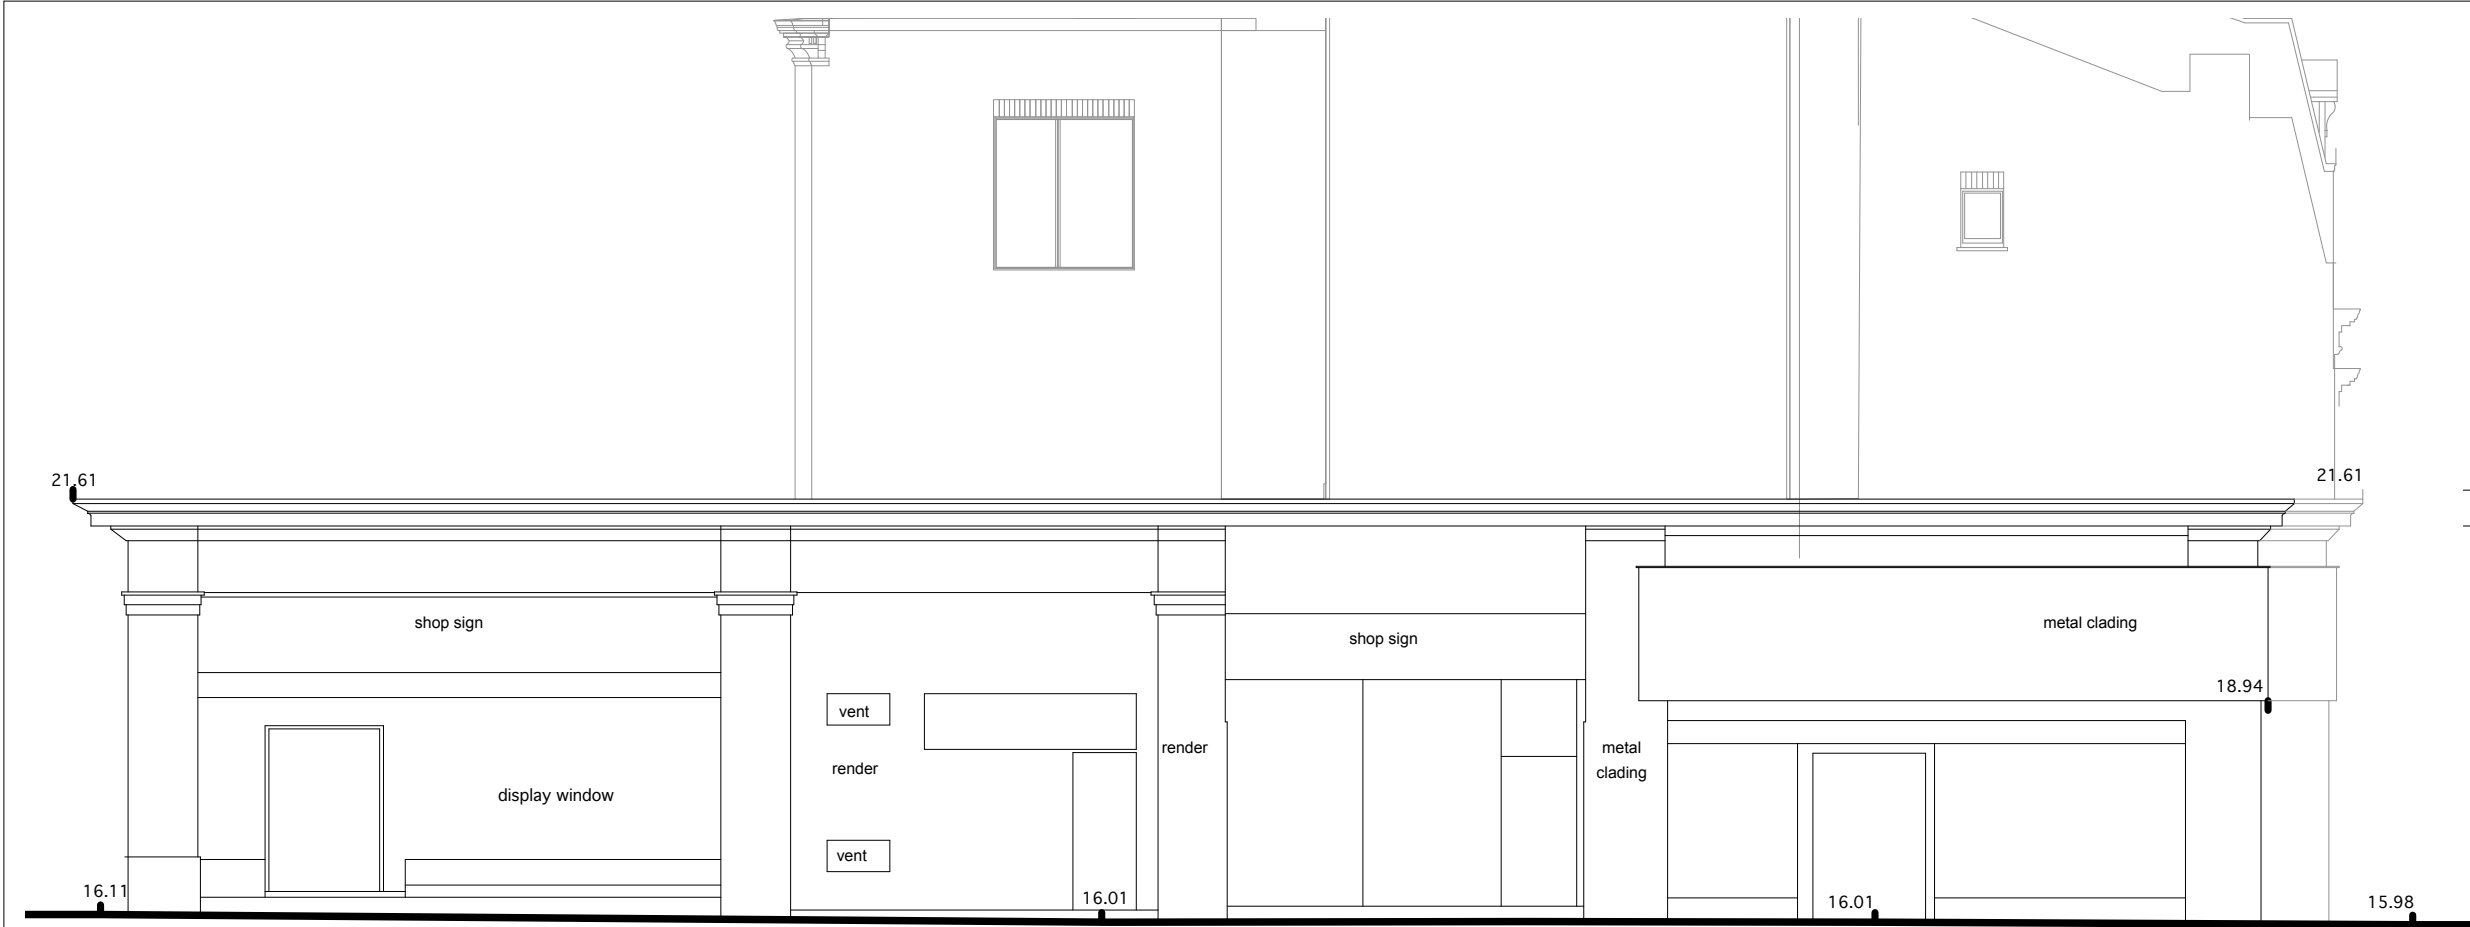 21.61
21.61
shop sign
shop sign
metal clading
18.94
vent
render
render
metal
clading
display window
vent
16.11
16.01
16.01
15.98